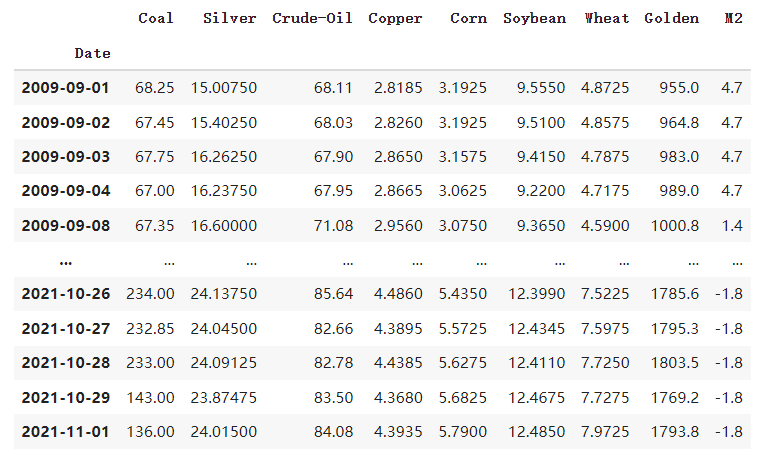 Coal Silver Crude-Oil Copper Corn Soybean Wheat Golden M2
Date
2009-09-01 68.25 15.00750 68.11 2.8185 3.1925 9.5550 4.8725 955.0 4.7
2009-09-02 67.45 15.40250 68.03 2.8260 3.1925 9.5100 4.8575 964.8 4.7
2009-09-03 67.75 16.26250 67.90 2.8650 3.1575 9.4150 4.7875 983.0 4.7
2009-09-04 67.00 16.23750 67.95 2.8665 3.0625 9.2200 4.7175 989.0 4.7
2009-09-08 67.35 16.60000 71.08 2.9560 3.0750 9.3650 4.5900 1000.8 1.4
... ... ... ... ... ... ... ... ... ...
2021-10-26 234.00 24.13750 85.64 4.4860 5.4350 12.3990 7.5225 1785.6 -1.8
2021-10-27 232.85 24.04500 82.66 4.3895 5.5725 12.4345 7.5975 1795.3 -1.8
2021-10-28 233.00 24.09125 82.78 4.4385 5.6275 12.4110 7.7250 1803.5 -1.8
2021-10-29 143.00 23.87475 83.50 4.3680 5.6825 12.4675 7.7275 1769.2 -1.8
2021-11-01 136.00 24.01500 84.08 4.3935 5.7900 12.4850 7.9725 1793.8 -1.8